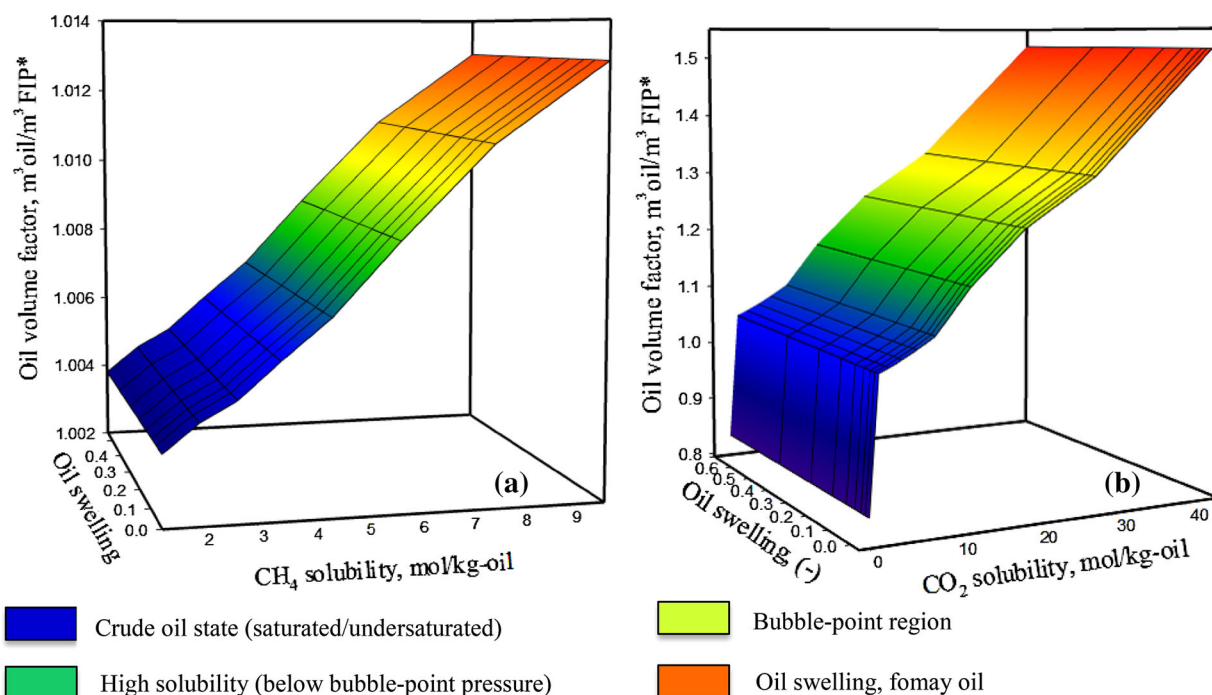 1.014
1.012
1.010
1.008
1.006
1.004
1.002
Oil volume factor, m³ oil/m³ FIP*
0.4
0.3
0.2
0.1
0.0
Oil swelling
2 3 4 5 6 7 8 9
CH₄ solubility, mol/kg-oil
(a)
1.5
1.4
1.3
1.2
1.1
1.0
0.9
0.8
Oil volume factor, m³ oil/m³ FIP*
0.6
0.5
0.4
0.3
0.2
0.1
0.0
Oil swelling, (-)
0 10 20 30 40
CO₂ solubility, mol/kg-oil
(b)
Crude oil state (saturated/undersaturated)
High solubility (below bubble-point pressure)
Bubble-point region
Oil swelling, fomay oil